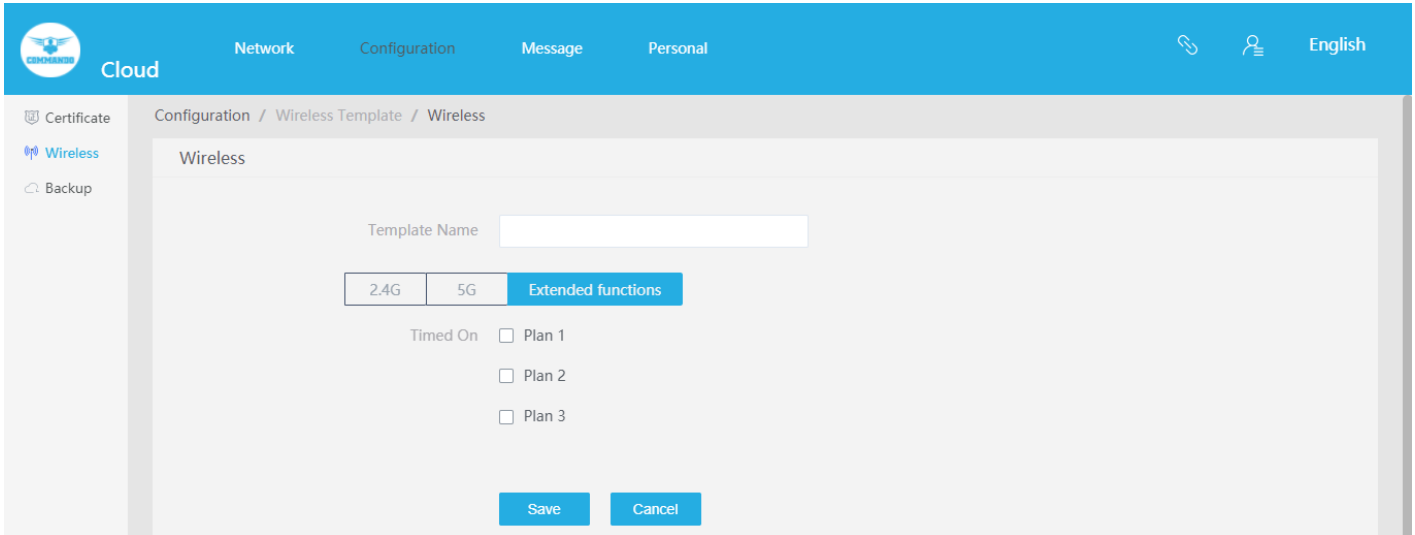 COMMANDO
Cloud
Network Configuration Message Personal English
Certificate
Wireless
Backup
Configuration / Wireless Template / Wireless
Wireless
Template Name
2.4G 5G Extended functions
Timed On Plan 1
Plan 2
Plan 3
Save Cancel